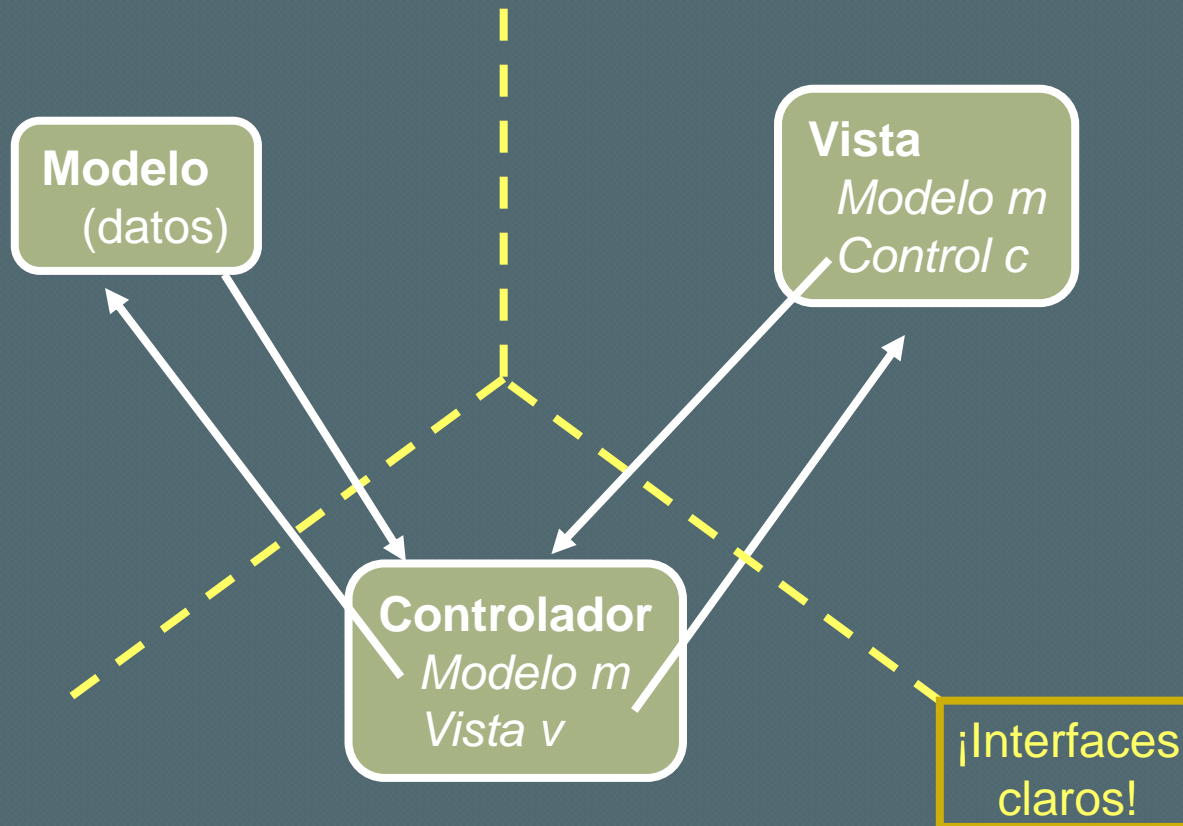 Modelo
(datos)
Vista
Modelo m
Control c
Controlador
Modelo m
Vista v
¡Interfaces
claros!